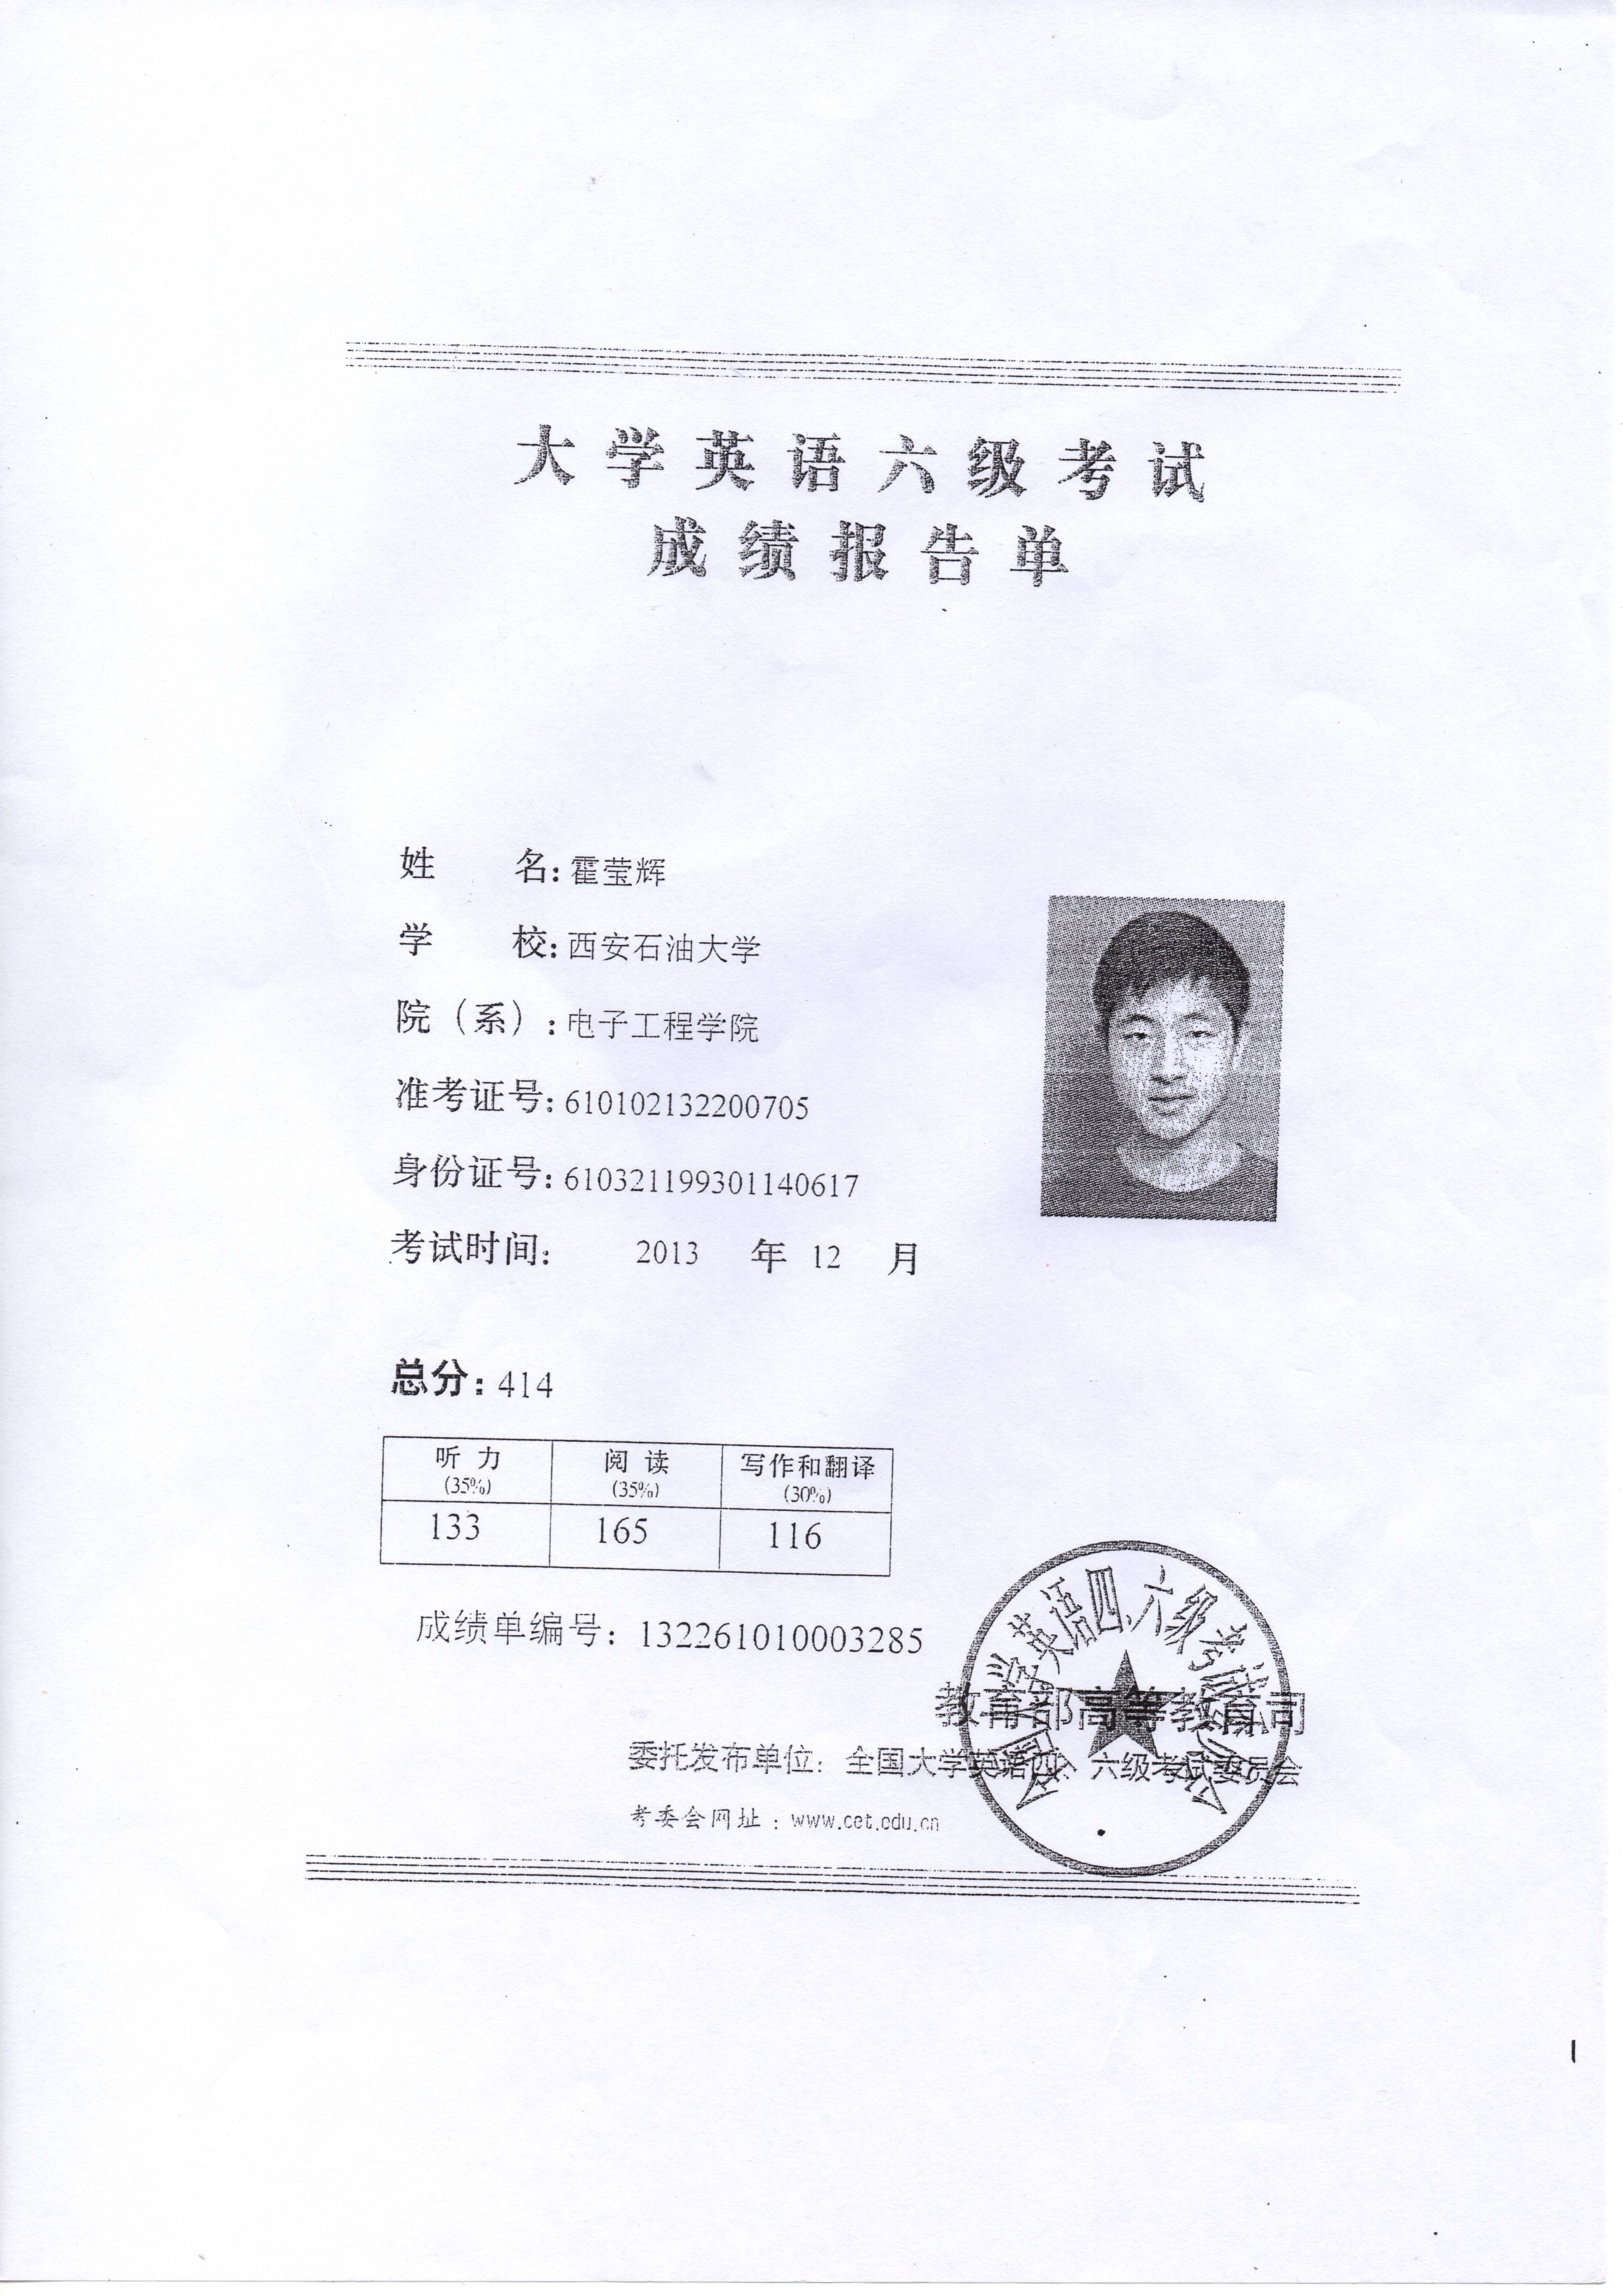 大学英语六级考试
成绩报告单
姓 名：霍莹辉
学 校：西安石油大学
院（系）：电子工程学院
准考证号：610102132200705
身份证号：610321199301140617
考试时间： 2013 年 12 月
总分：414
听力 阅读 写作和翻译
(35%) (35%) (30%)
133 165 116
成绩单编号：132261010003285
全国大学英语四、六级考试委员会
教育部高等教育司
委托发布单位：全国大学英语四、六级考试委员会
考委会网址：www.cet.edu.cn